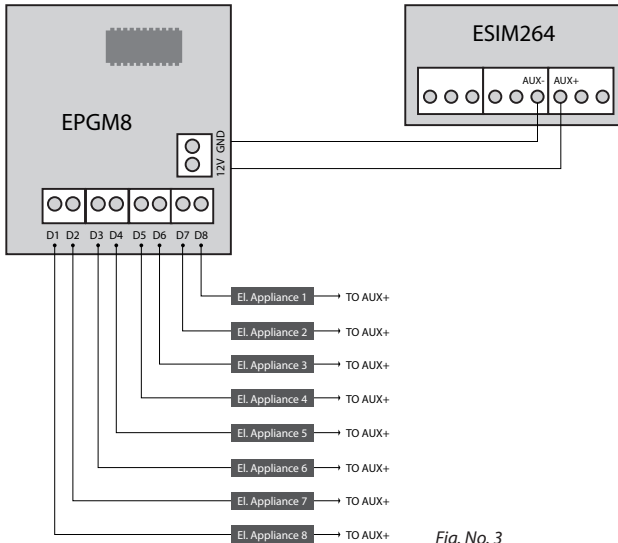 ESIM264
AUX- AUX+
EPGM8
12V GND
D1 D2 D3 D4 D5 D6 D7 D8
El. Appliance 1 TO AUX+
El. Appliance 2 TO AUX+
El. Appliance 3 TO AUX+
El. Appliance 4 TO AUX+
El. Appliance 5 TO AUX+
El. Appliance 6 TO AUX+
El. Appliance 7 TO AUX+
El. Appliance 8 TO AUX+
Fig. No. 3